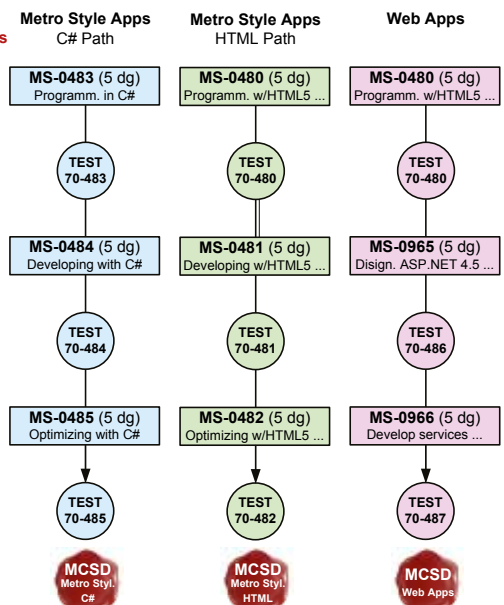 Metro Style Apps
C# Path
s
MS-0483 (5 dg)
Programm. in C#
TEST
70-483
MS-0484 (5 dg)
Developing with C#
TEST
70-484
MS-0485 (5 dg)
Optimizing with C#
TEST
70-485
MCSD
Metro Styl.
C#
Metro Style Apps
HTML Path
MS-0480 (5 dg)
Programm. w/HTML5 ...
TEST
70-480
MS-0481 (5 dg)
Developing w/HTML5 ...
TEST
70-481
MS-0482 (5 dg)
Optimizing w/HTML5 ...
TEST
70-482
MCSD
Metro Styl.
HTML
Web Apps
MS-0480 (5 dg)
Programm. w/HTML5 ...
TEST
70-480
MS-0965 (5 dg)
Disign. ASP.NET 4.5 ...
TEST
70-486
MS-0966 (5 dg)
Develop services ...
TEST
70-487
MCSD
Web Apps